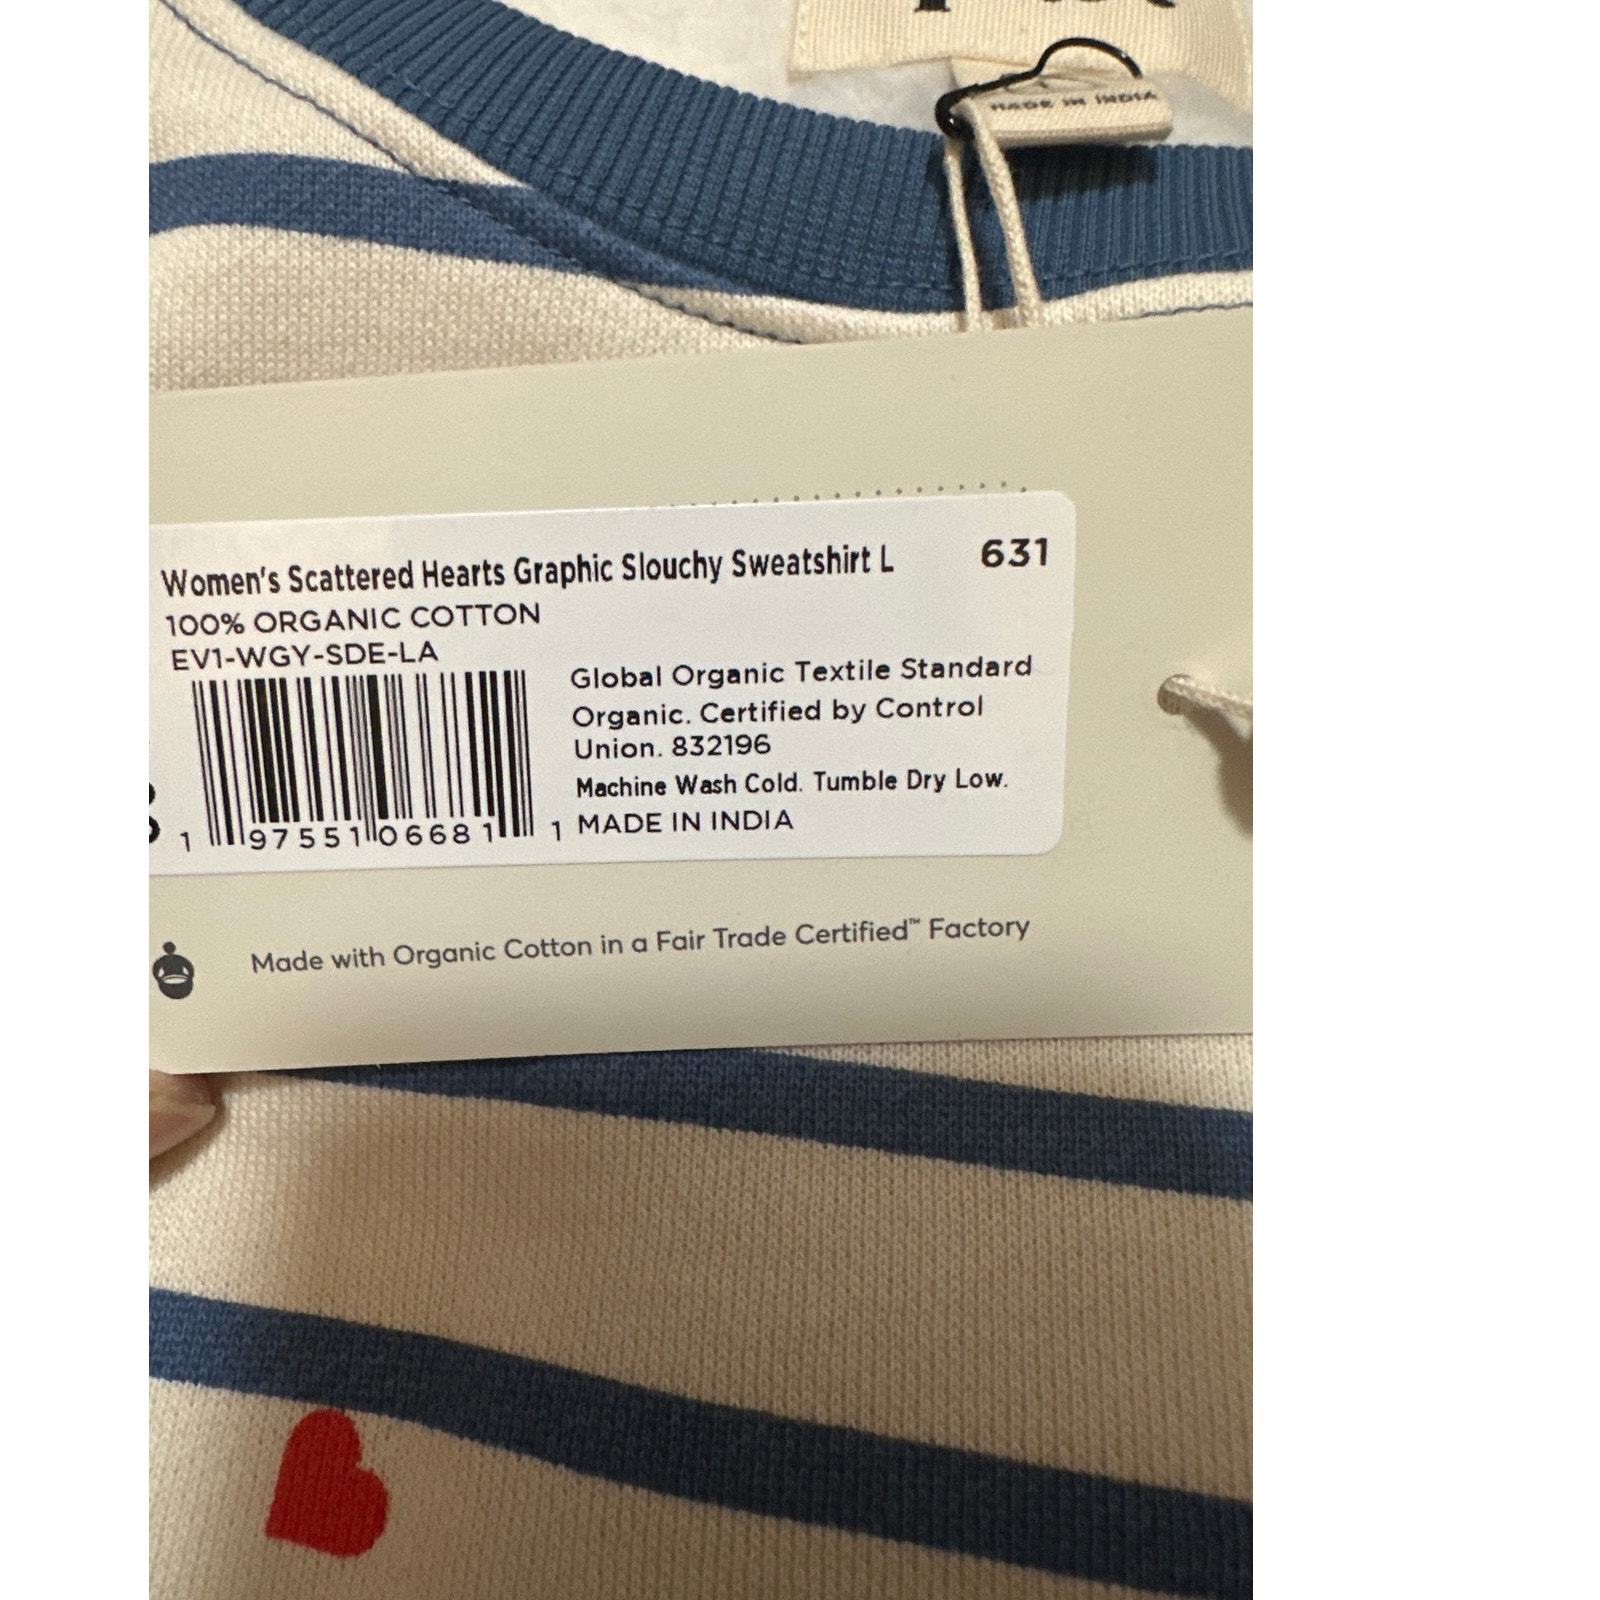 MADE IN INDIA
Women's Scattered Hearts Graphic Slouchy Sweatshirt L 631
100% ORGANIC COTTON
EV1-WGY-SDE-LA
Global Organic Textile Standard
Organic. Certified by Control
Union. 832196
Machine Wash Cold. Tumble Dry Low.
MADE IN INDIA
1 97551 06681 1
Made with Organic Cotton in a Fair Trade Certified™ Factory